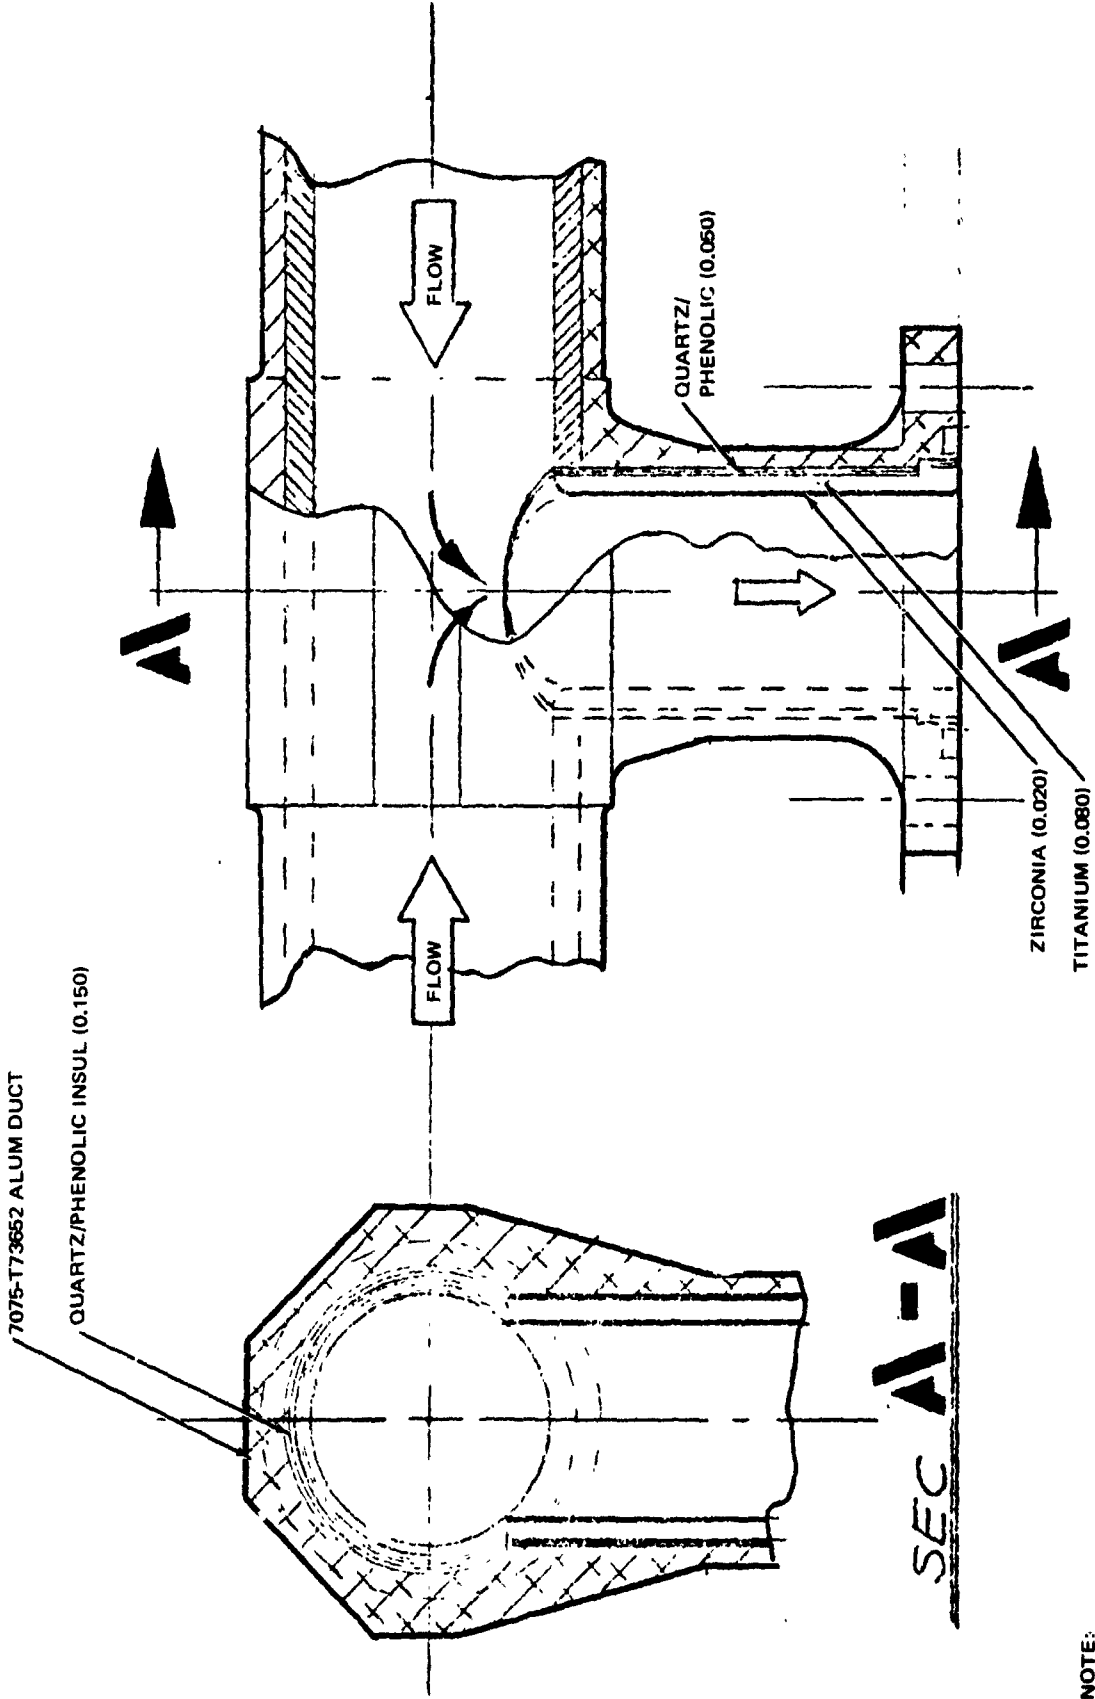 7075-T73652 ALUM DUCT
QUARTZ/PHENOLIC INSUL (0.150)
FLOW
FLOW
QUARTZ/
PHENOLIC (0.050)
A
A
ZIRCONIA (0.020)
TITANIUM (0.080)
SEC A-A
NOTE: